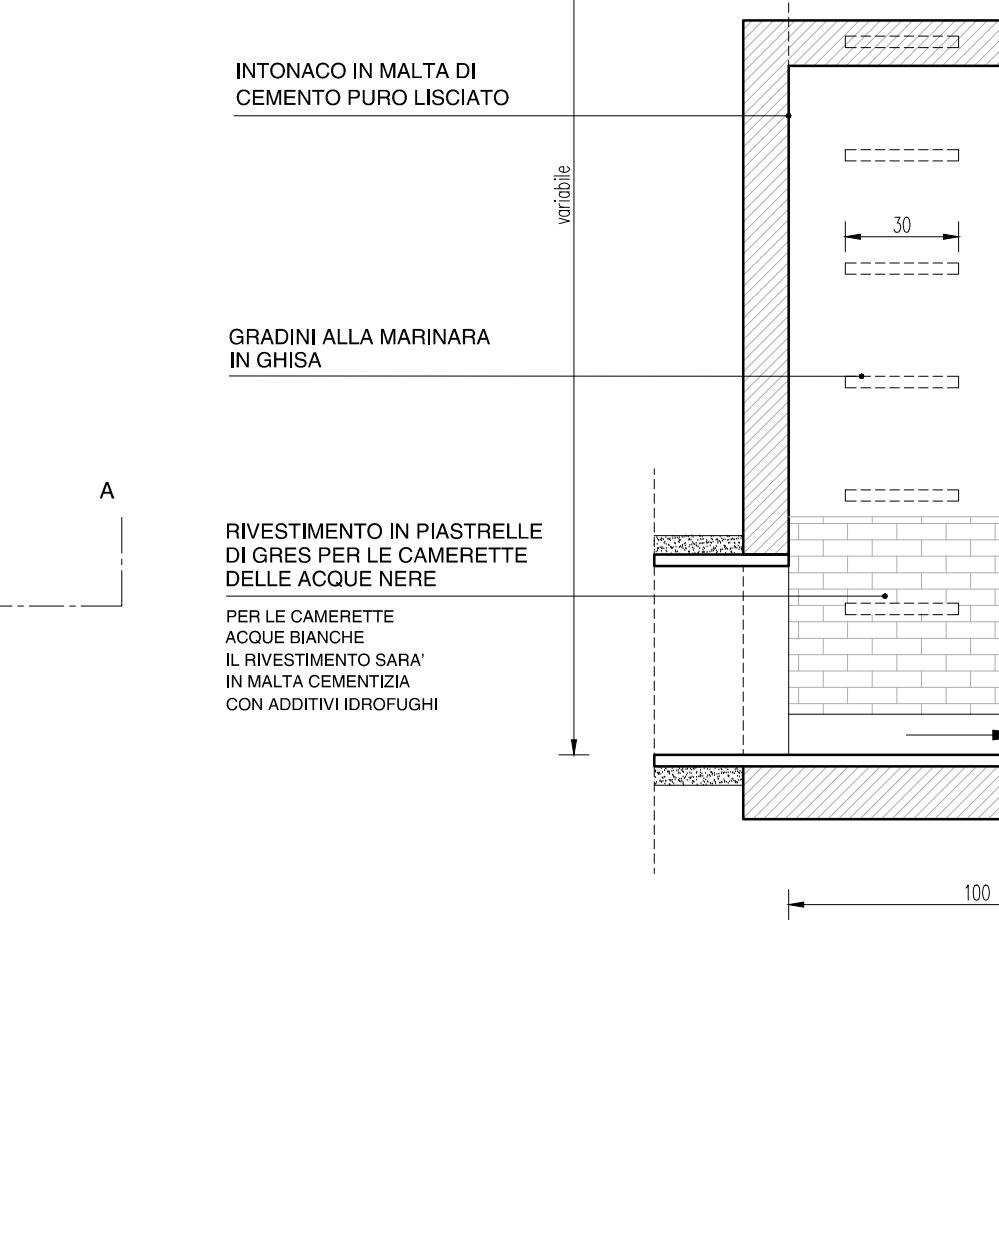 INTONACO IN MALTA DI
CEMENTO PURO LISCIATO
variabile
30
GRADINI ALLA MARINARA
IN GHISA
A
RIVESTIMENTO IN PIASTRELLE
DI GRES PER LE CAMERETTE
DELLE ACQUE NERE
PER LE CAMERETTE
ACQUE BIANCHE
IL RIVESTIMENTO SARA'
IN MALTA CEMENTIZIA
CON ADDITIVI IDROFUGHI
100